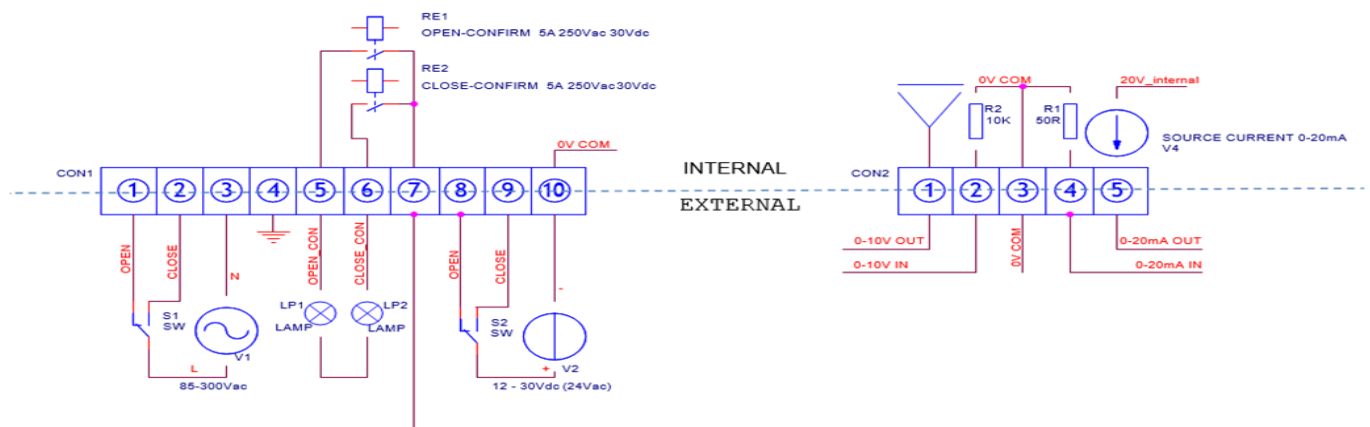 RE1
OPEN-CONFIRM 5A 250Vac 30Vdc
RE2
CLOSE-CONFIRM 5A 250Vac30Vdc
0V COM
CON1
1 2 3 4 5 6 7 8 9 10
INTERNAL
EXTERNAL
OPEN
CLOSE
N
OPEN_CON
CLOSE_CON
OPEN
CLOSE
-
S1
SW
V1
L
85-300Vac
LP1
LAMP
LP2
LAMP
S2
SW
+
V2
12 - 30Vdc (24Vac)
0V COM
20V_internal
R2
10K
R1
50R
SOURCE CURRENT 0-20mA
V4
CON2
1 2 3 4 5
0-10V OUT
0-10V IN
0V COM
0-20mA OUT
0-20mA IN